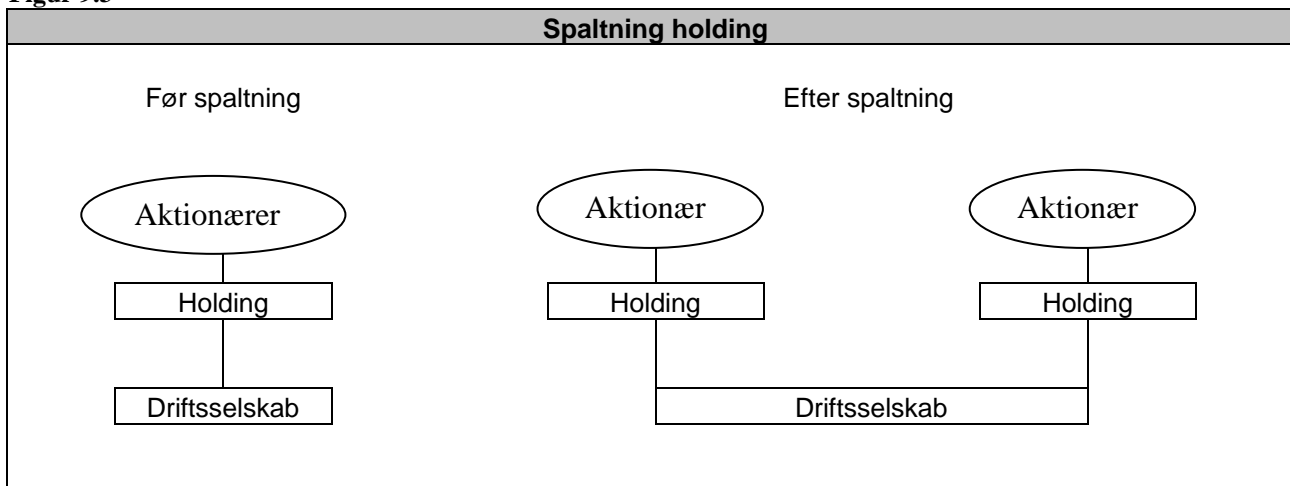 Spaltning holding
Før spaltning Efter spaltning
Aktionærer Aktionær Aktionær
Holding Holding Holding
Driftsselskab Driftsselskab